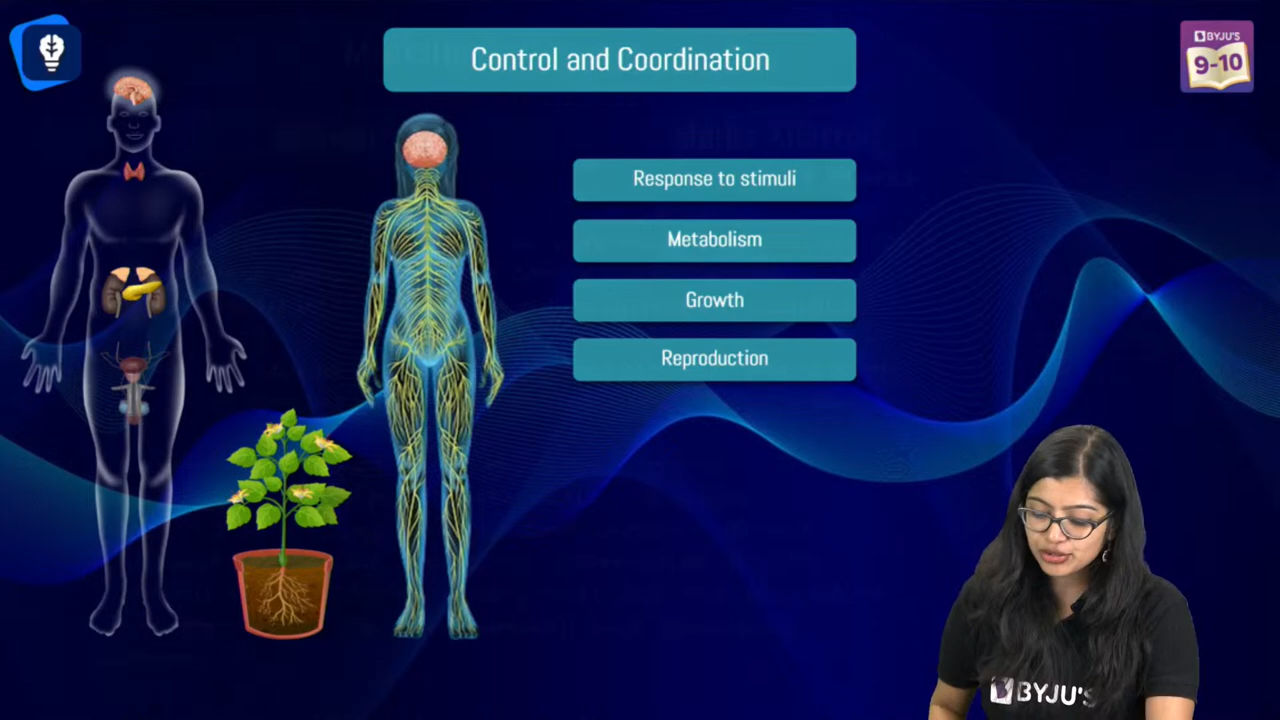 Control and Coordination
BYJU'S
9-10
Response to stimuli
Metabolism
Growth
Reproduction
BYJU'S